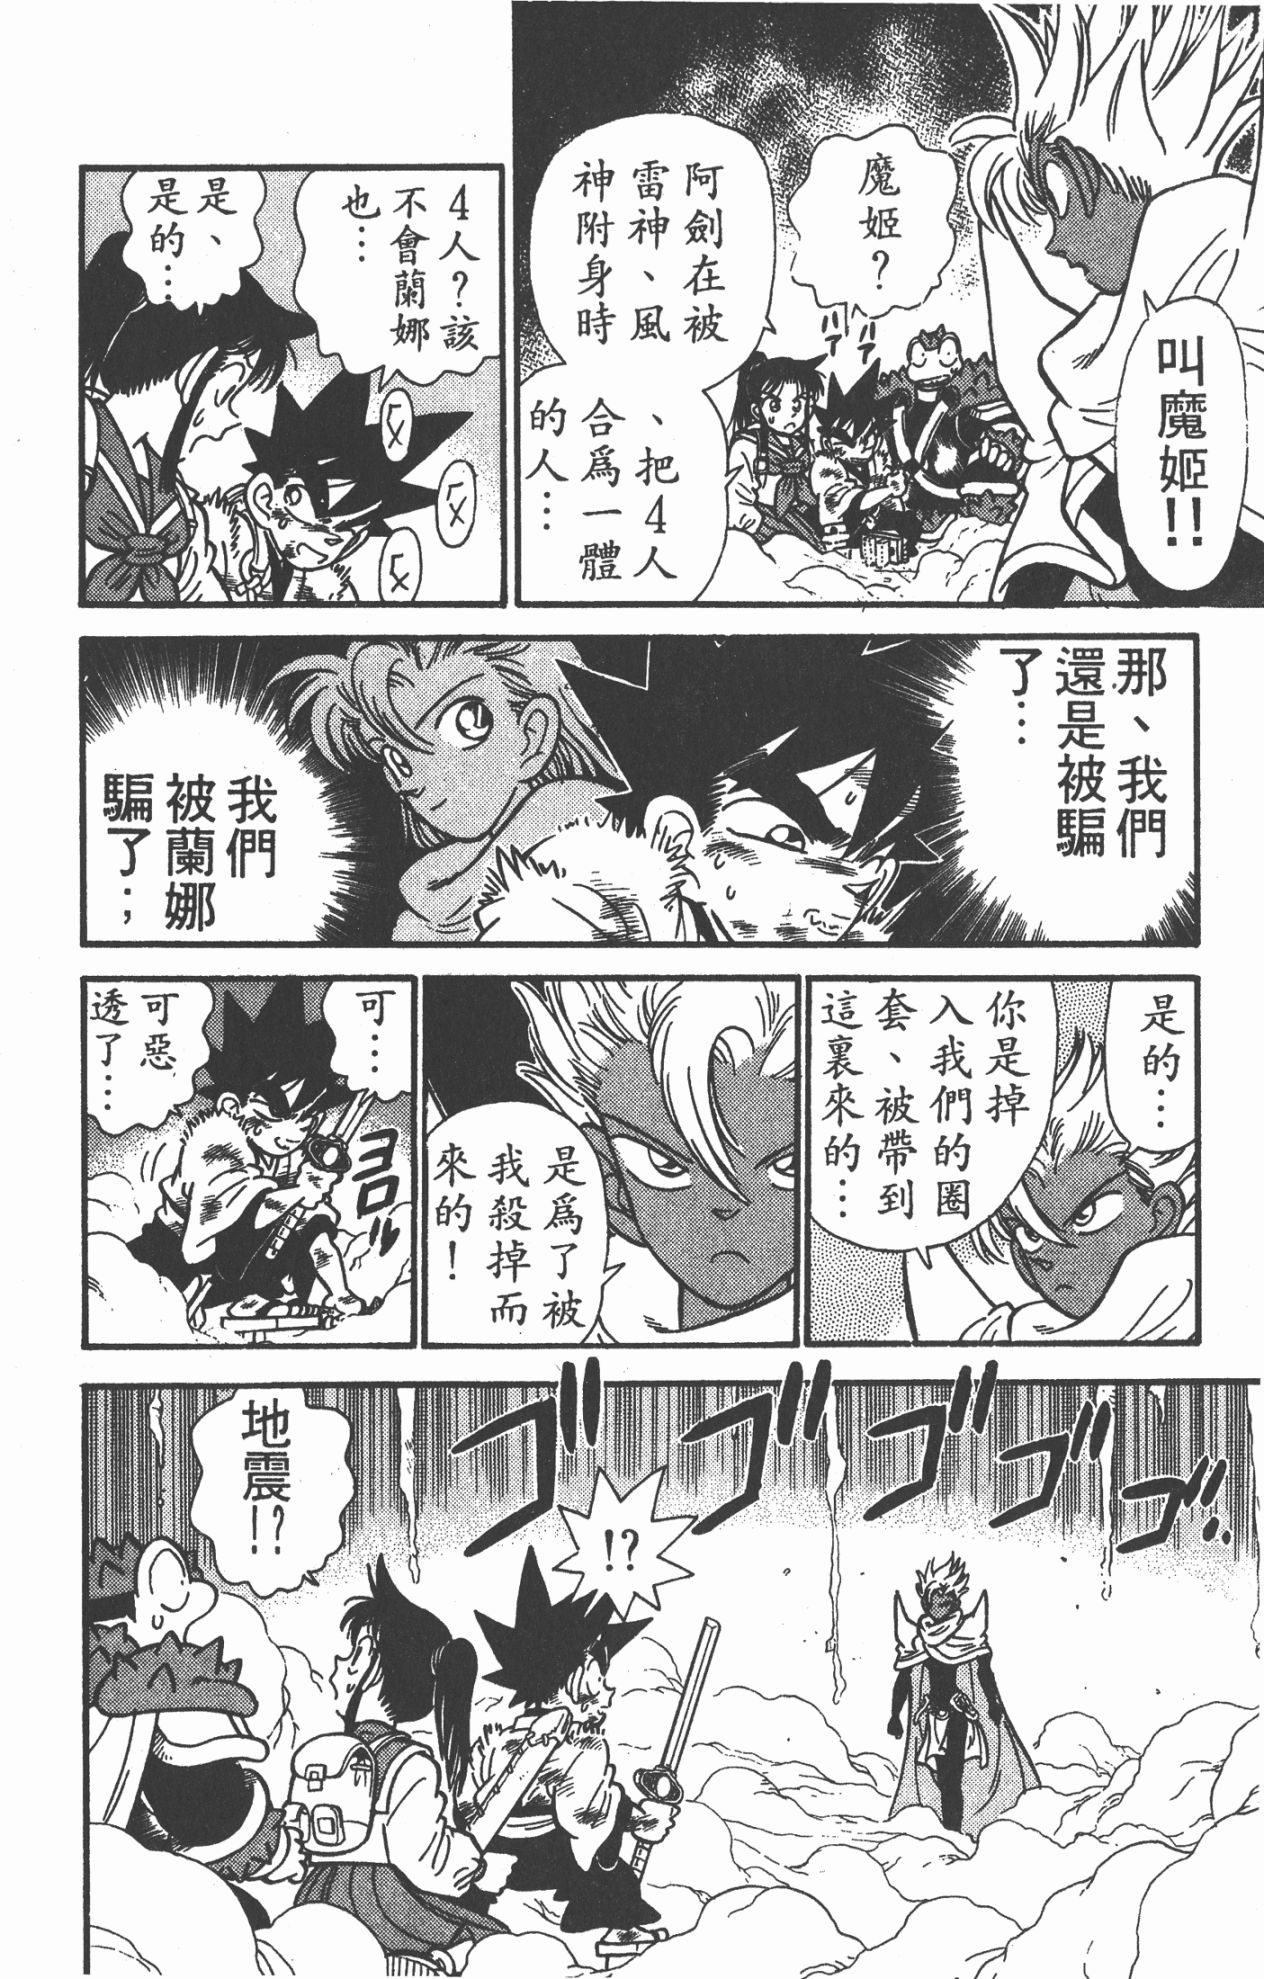 叫魔姬!!
魔姬?
阿劍在被
雷神、風
神附身時
、把4人
合為一體
的人…
4人?該
不會蘭娜
也…
是、
是的…
那、我們
還是被騙
了…
我們
被蘭娜
騙了;
是的…
你是掉
入我們的圈
套、被帶到
這裏來的…
是為了被
我殺掉而
來的!
可…
可惡
透了…
ヨロッ
ゴゴゴゴゴ
!?
地震!?